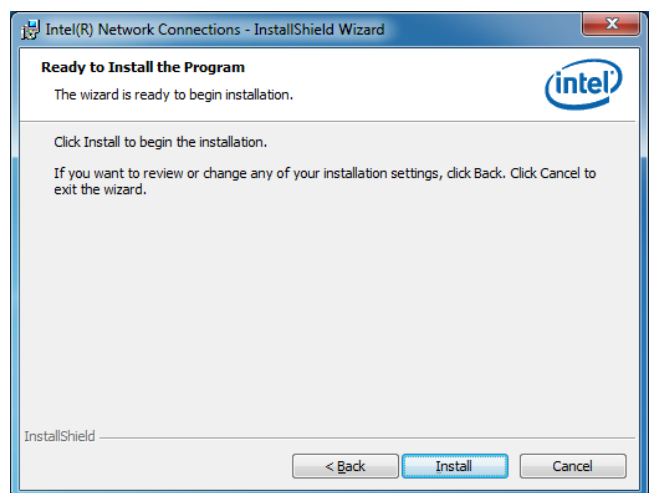 Intel(R) Network Connections - InstallShield Wizard
Ready to Install the Program
The wizard is ready to begin installation.
intel
Click Install to begin the installation.
If you want to review or change any of your installation settings, click Back. Click Cancel to
exit the wizard.
InstallShield
< Back
Install
Cancel